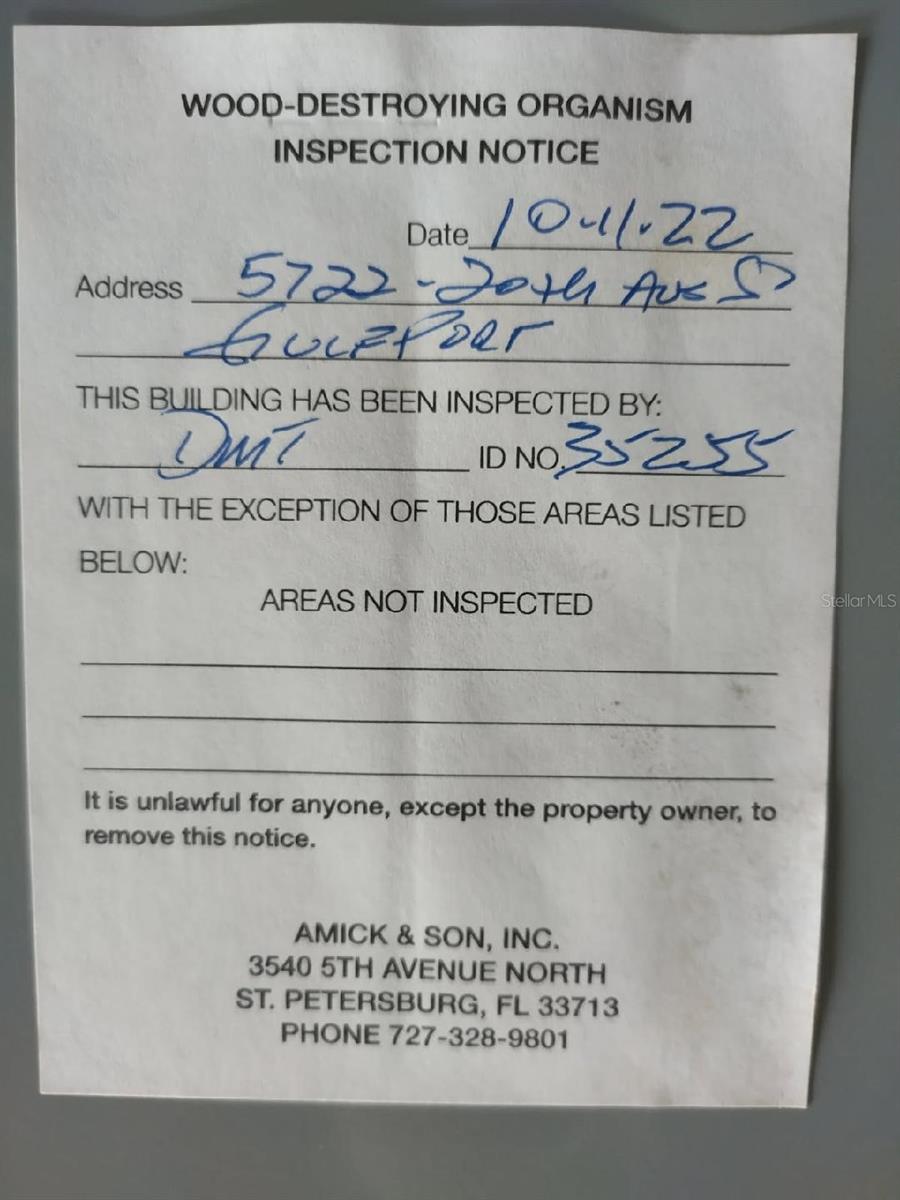 WOOD-DESTROYING ORGANISM
INSPECTION NOTICE
Date 10.11.22
Address 5722 - 20th Ave S
GULFPORT
THIS BUILDING HAS BEEN INSPECTED BY:
DMT ID NO. 35255
WITH THE EXCEPTION OF THOSE AREAS LISTED
BELOW:
AREAS NOT INSPECTED
StellarMLS
It is unlawful for anyone, except the property owner, to
remove this notice.
AMICK & SON, INC.
3540 5TH AVENUE NORTH
ST. PETERSBURG, FL 33713
PHONE 727-328-9801